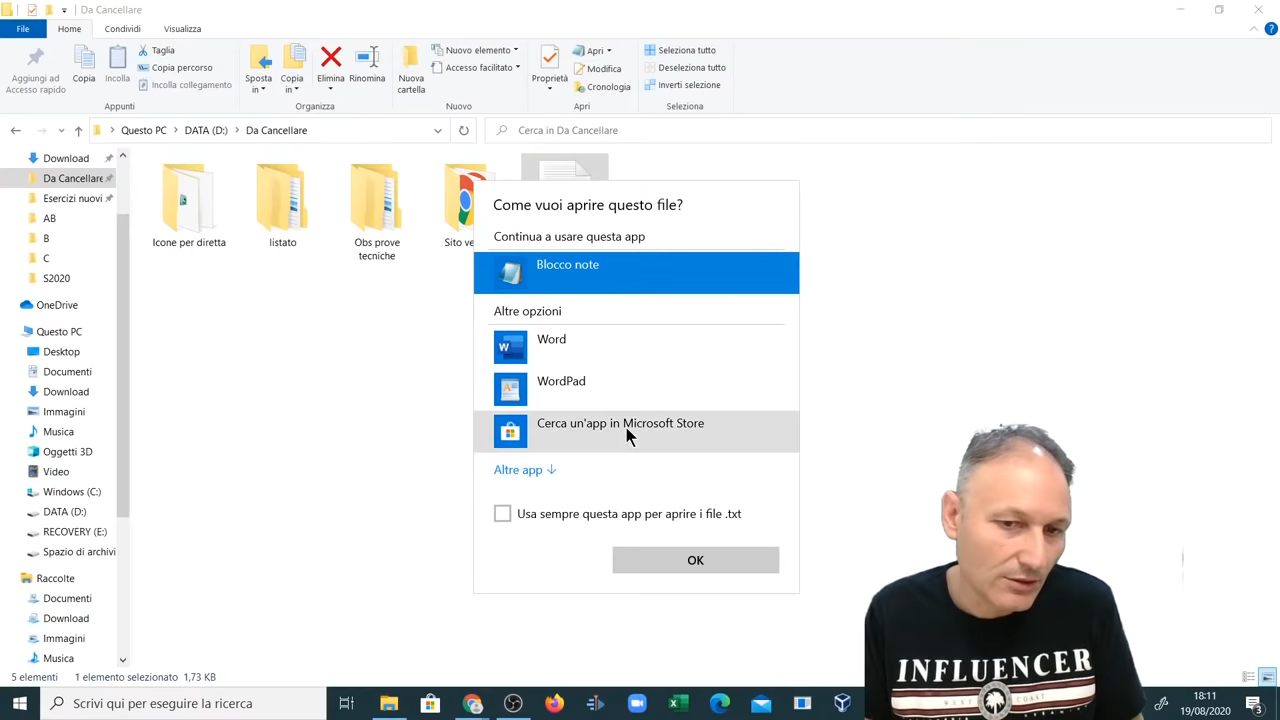 Da Cancellare
File
Home
Condividi
Visualizza
Aggiungi ad
Accesso rapido
Copia
Incolla
Taglia
Copia percorso
Incolla collegamento
Appunti
Sposta
in
Copia
in
Elimina
Rinomina
Organizza
Nuova
cartella
Nuovo elemento
Accesso facilitato
Nuovo
Proprietà
Apri
Modifica
Cronologia
Apri
Seleziona tutto
Deseleziona tutto
Inverti selezione
Seleziona
Questo PC
DATA (D:)
Da Cancellare
Cerca in Da Cancellare
Download
Da Cancellare
Esercizi nuovi
AB
B
C
S2020
OneDrive
Questo PC
Desktop
Documenti
Download
Immagini
Musica
Oggetti 3D
Video
Windows (C:)
DATA (D:)
RECOVERY (E:)
Spazio di archivi
Raccolte
Documenti
Download
Immagini
Musica
Icone per diretta
listato
Obs prove
tecniche
Sito
Come vuoi aprire questo file?
Continua a usare questa app
Blocco note
Altre opzioni
Word
WordPad
Cerca un'app in Microsoft Store
Altre app
Usa sempre questa app per aprire i file .txt
OK
INFLUENCER
WEST COAST
5 elementi
1 elemento selezionato 1,73 KB
Scrivi qui per eseguire la ricerca
18:11
19/08/2020
3